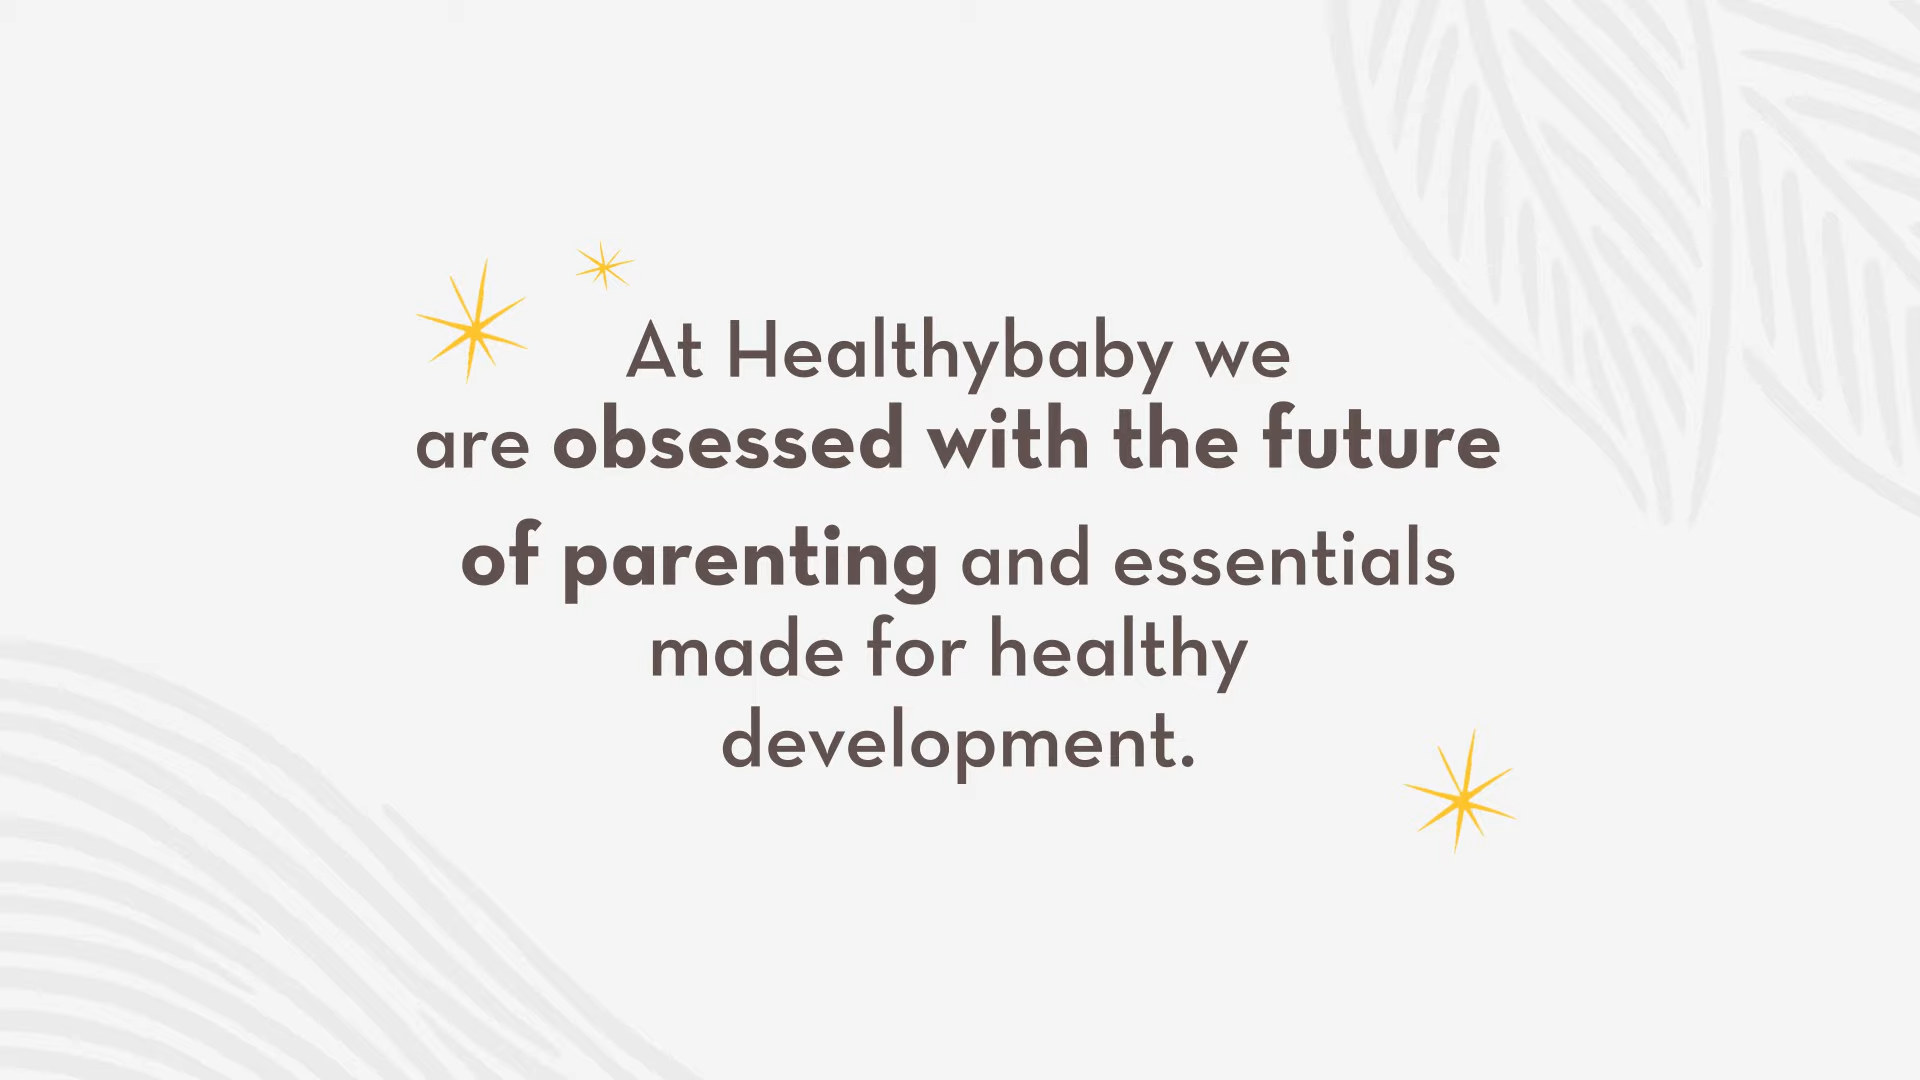 At Healthybaby we
are obsessed with the future
of parenting and essentials
made for healthy
development.